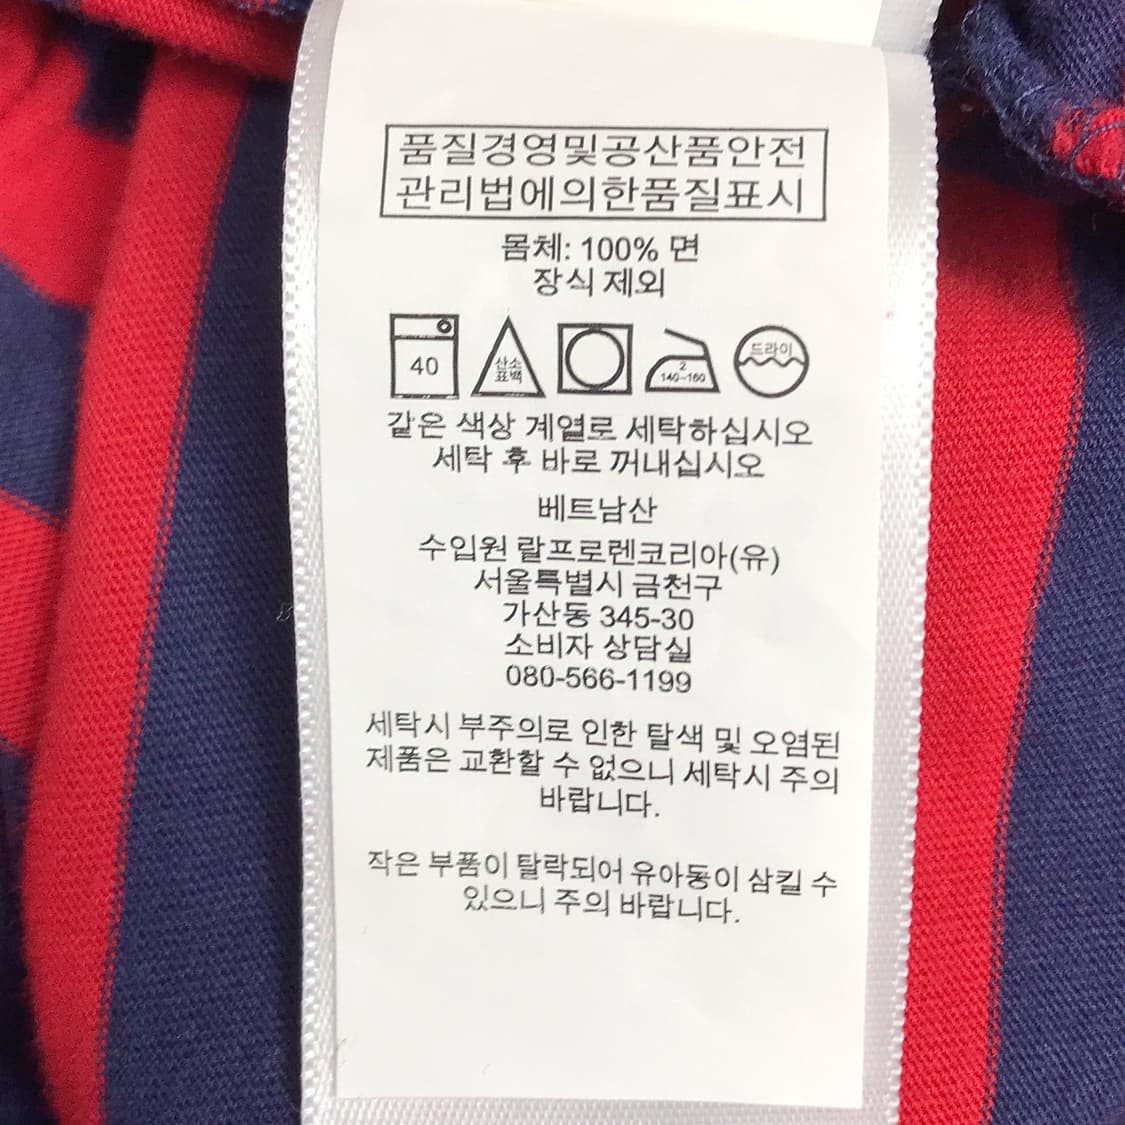 품질경영및공산품안전
관리법에의한품질표시
몸체: 100% 면
장식 제외
40
산소
표백
2
140~160
드라이
같은 색상 계열로 세탁하십시오
세탁 후 바로 꺼내십시오
베트남산
수입원 랄프로렌코리아(유)
서울특별시 금천구
가산동 345-30
소비자 상담실
080-566-1199
세탁시 부주의로 인한 탈색 및 오염된
제품은 교환할 수 없으니 세탁시 주의
바랍니다.
작은 부품이 탈락되어 유아동이 삼킬 수
있으니 주의 바랍니다.